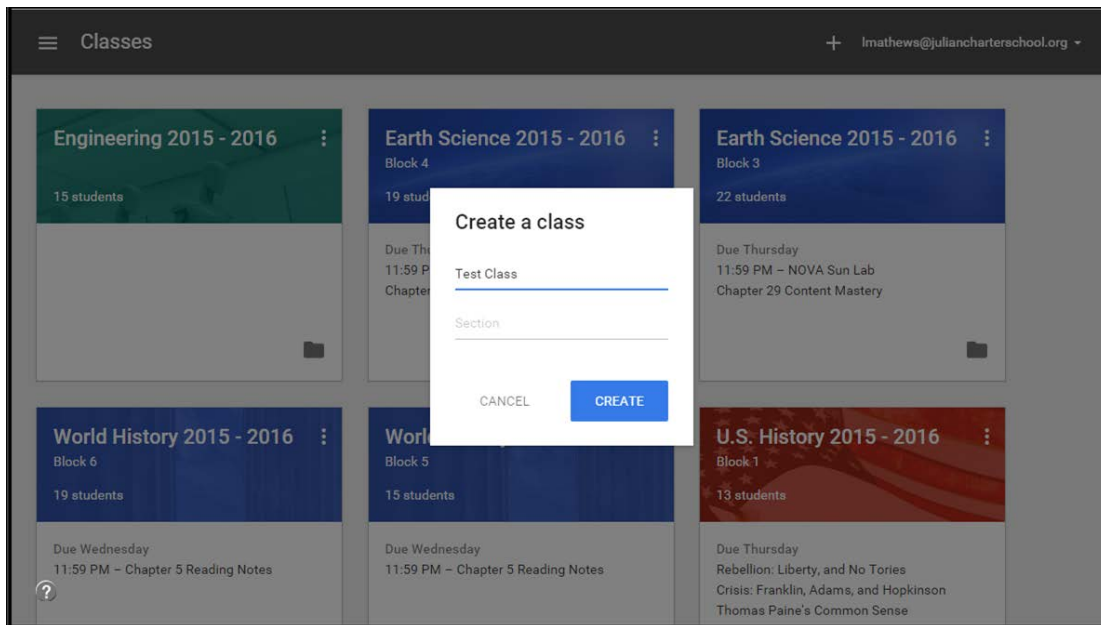 Classes
+ lmathews@juliancharterschool.org
Engineering 2015 - 2016
15 students
Earth Science 2015 - 2016
Block 4
19 stud
Due Th
11:59 P
Chapter
Earth Science 2015 - 2016
Block 3
22 students
Due Thursday
11:59 PM – NOVA Sun Lab
Chapter 29 Content Mastery
Create a class
Test Class
Section
CANCEL
CREATE
World History 2015 - 2016
Block 6
19 students
Due Wednesday
11:59 PM – Chapter 5 Reading Notes
Worl
Block 5
15 students
Due Wednesday
11:59 PM – Chapter 5 Reading Notes
U.S. History 2015 - 2016
Block 1
13 students
Due Thursday
Rebellion: Liberty, and No Tories
Crisis: Franklin, Adams, and Hopkinson
Thomas Paine's Common Sense
?